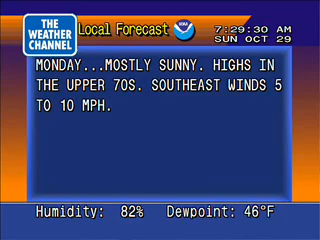 THE
WEATHER
CHANNEL
Local Forecast
7:29:30 AM
SUN OCT 29
MONDAY...MOSTLY SUNNY. HIGHS IN
THE UPPER 70S. SOUTHEAST WINDS 5
TO 10 MPH.
Humidity: 82% Dewpoint: 46°F